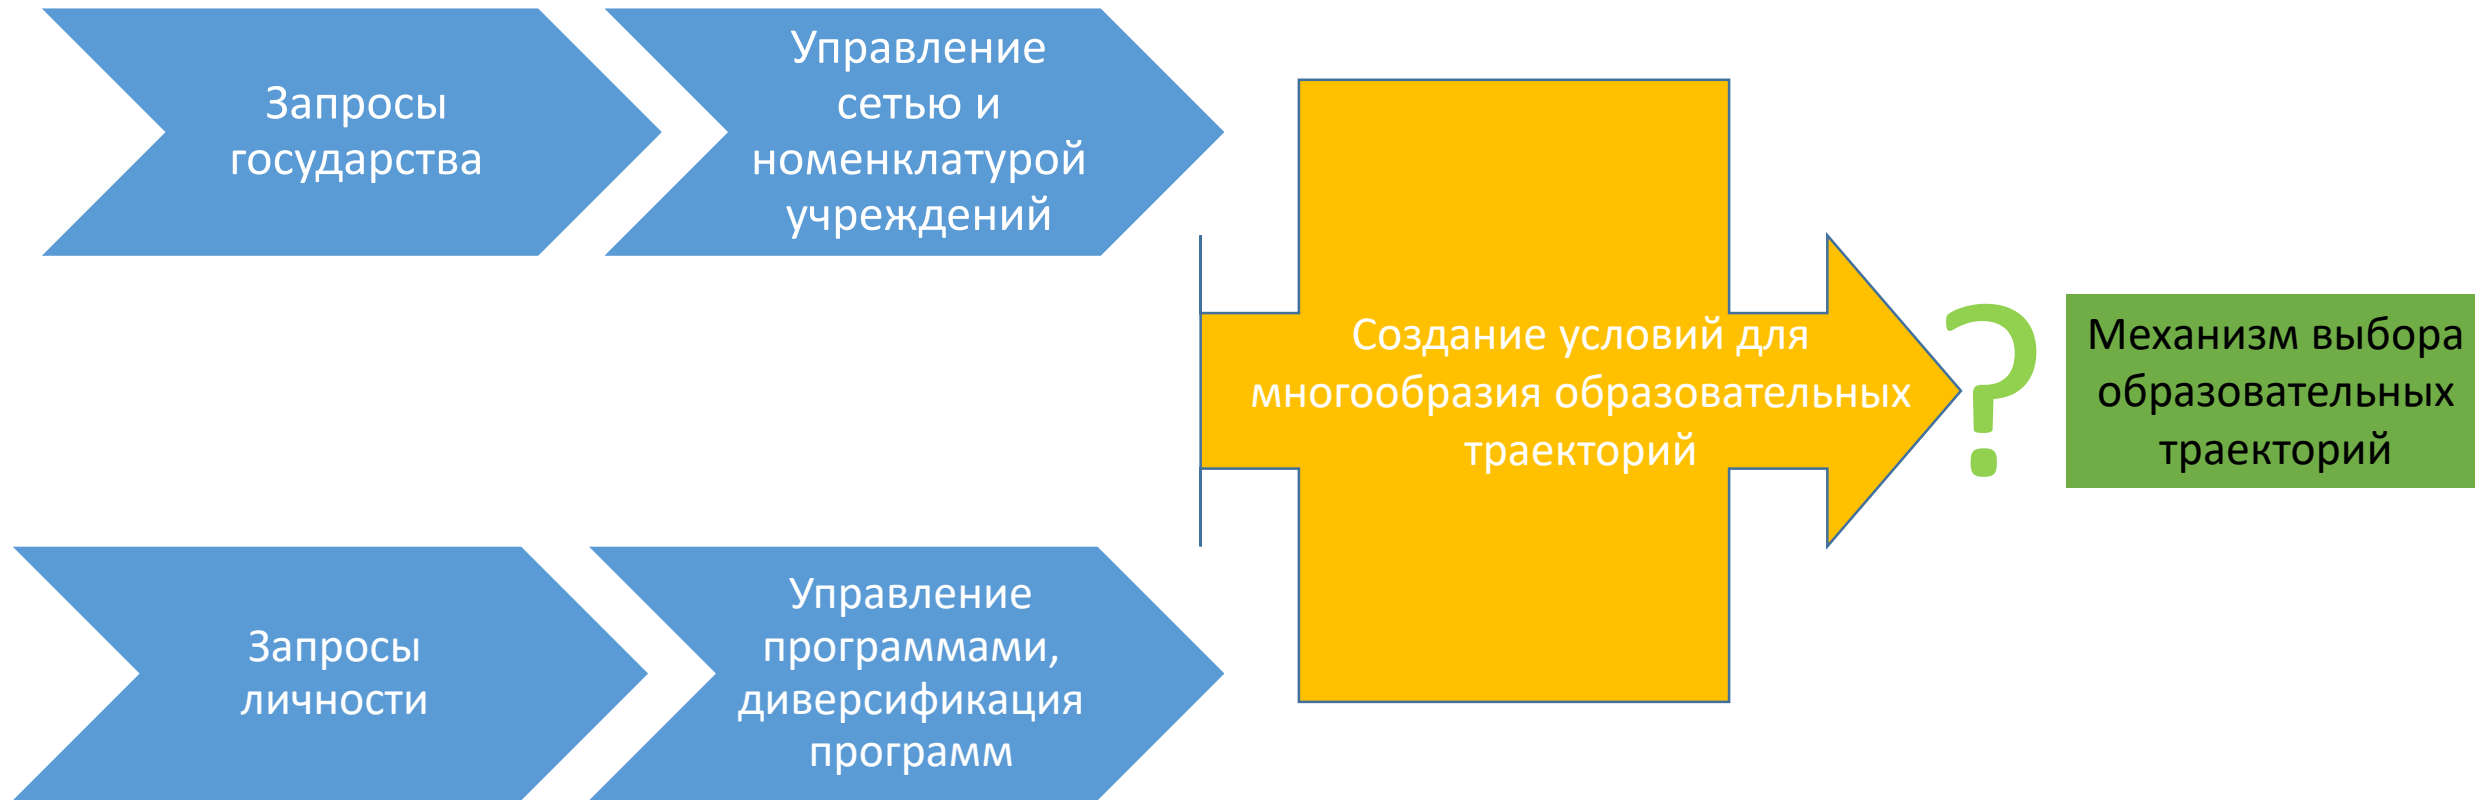 Запросы
государства
Управление
сетью и
номенклатурой
учреждений
Запросы
личности
Управление
программами,
диверсификация
программ
Создание условий для
многообразия образовательных
траекторий
?
Механизм выбора
образовательных
траекторий